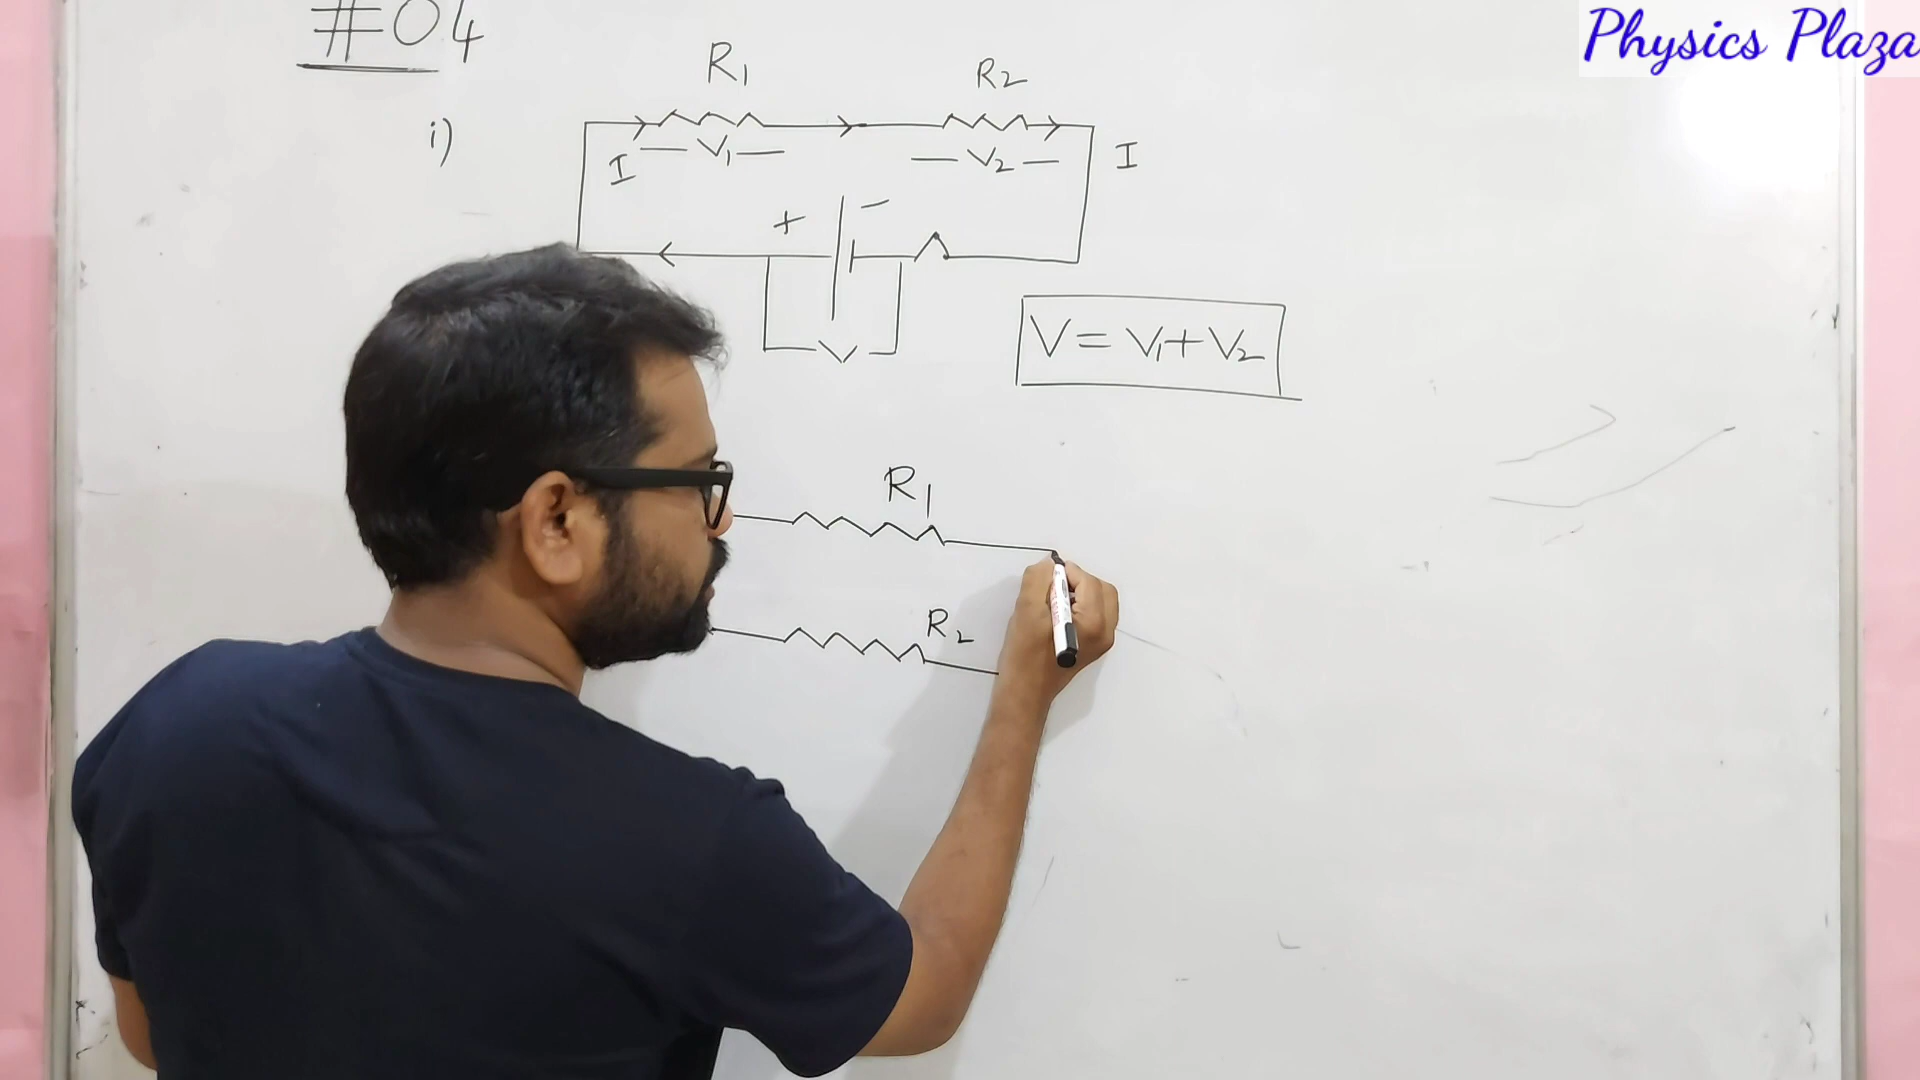 Physics Plaza
#04
R1 R2
i)
I V1 V2 I
+ -
V
V = V1 + V2
R1
R2